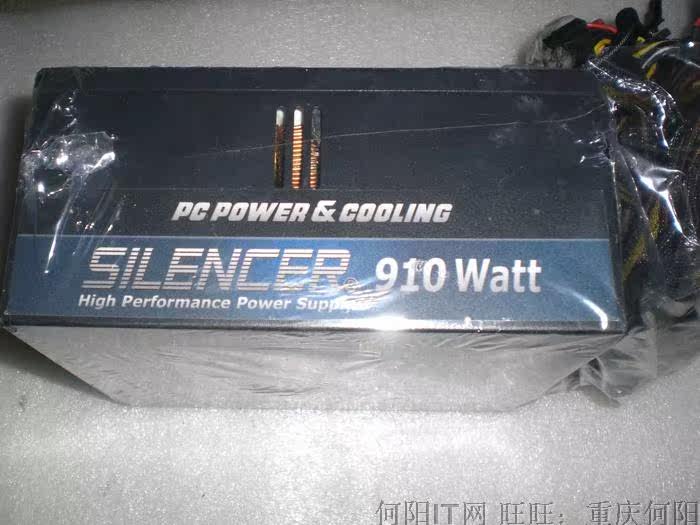 PC POWER & COOLING
SILENCER® 910 Watt
High Performance Power Supply
何阳IT网 旺旺：重庆何阳